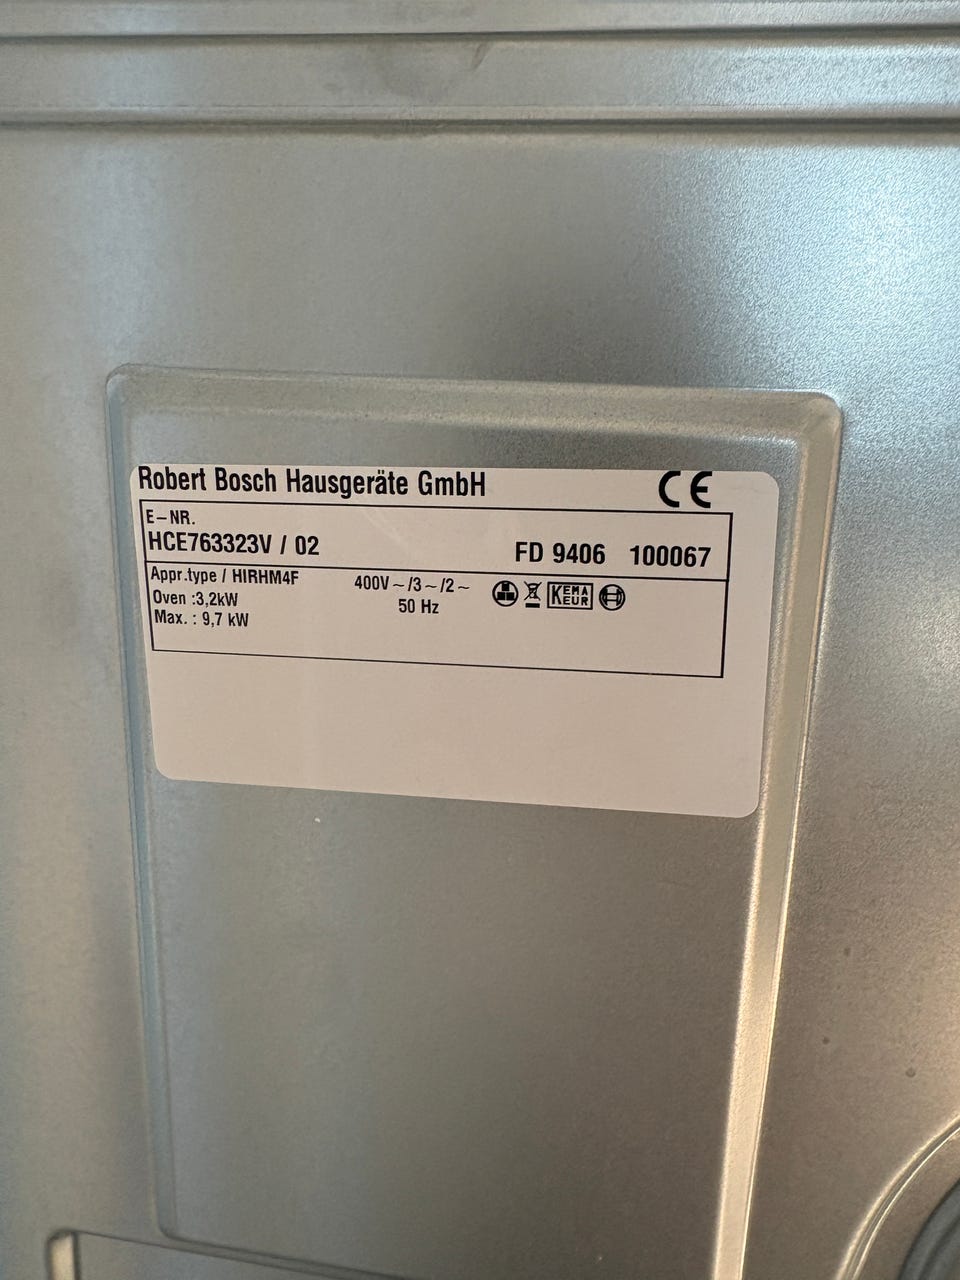 Robert Bosch Hausgeräte GmbH CE
E-NR.
HCE763323V / 02 FD 9406 100067
Appr.type / HIRHM4F 400V~/3~/2~ KEMA
Oven :3,2kW 50 Hz KEUR
Max. : 9,7 kW